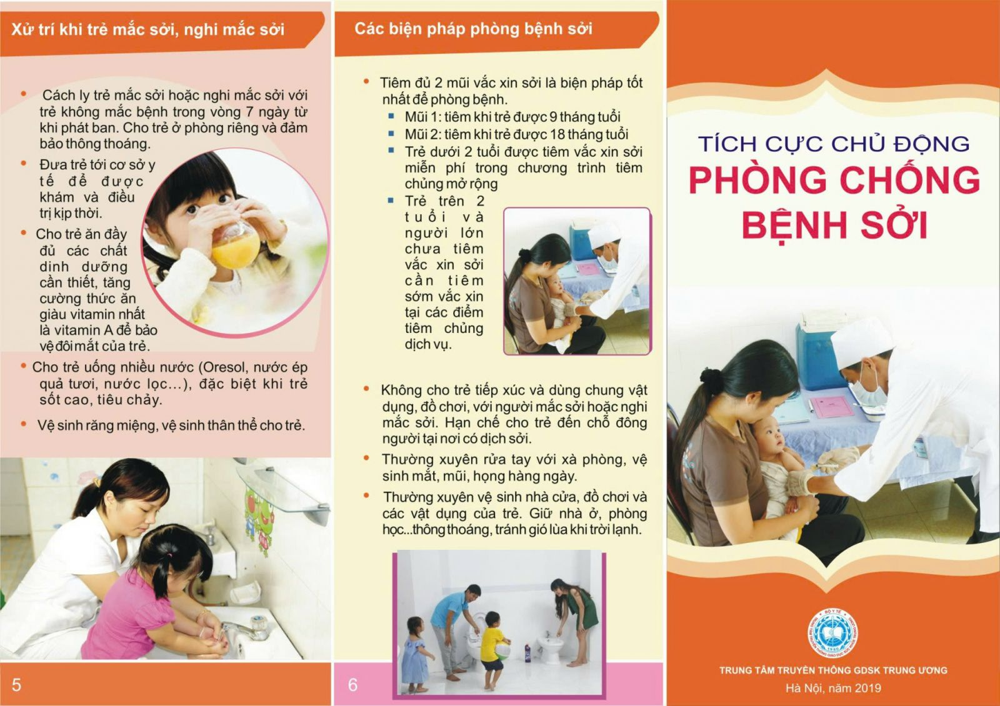 Xử trí khi trẻ mắc sởi, nghi mắc sởi
• Cách ly trẻ mắc sởi hoặc nghi mắc sởi với
trẻ không mắc bệnh trong vòng 7 ngày từ
khi phát ban. Cho trẻ ở phòng riêng và đảm
bảo thông thoáng.
• Đưa trẻ tới cơ sở y
tế để được
khám và điều
trị kịp thời.
• Cho trẻ ăn đầy
đủ các chất
dinh dưỡng
cần thiết, tăng
cường thức ăn
giàu vitamin nhất
là vitamin A để bảo
vệ đôi mắt của trẻ.
• Cho trẻ uống nhiều nước (Oresol, nước ép
quả tươi, nước lọc...), đặc biệt khi trẻ
sốt cao, tiêu chảy.
• Vệ sinh răng miệng, vệ sinh thân thể cho trẻ.
5
Các biện pháp phòng bệnh sởi
• Tiêm đủ 2 mũi vắc xin sởi là biện pháp tốt
nhất để phòng bệnh.
▪ Mũi 1: tiêm khi trẻ được 9 tháng tuổi
▪ Mũi 2: tiêm khi trẻ được 18 tháng tuổi
▪ Trẻ dưới 2 tuổi được tiêm vắc xin sởi
miễn phí trong chương trình tiêm
chủng mở rộng
▪ Trẻ trên 2
tuổi và
người lớn
chưa tiêm
vắc xin sởi
cần tiêm
sớm vắc xin
tại các điểm
tiêm chủng
dịch vụ.
• Không cho trẻ tiếp xúc và dùng chung vật
dụng, đồ chơi, với người mắc sởi hoặc nghi
mắc sởi. Hạn chế cho trẻ đến chỗ đông
người tại nơi có dịch sởi.
• Thường xuyên rửa tay với xà phòng, vệ
sinh mắt, mũi, họng hàng ngày.
• Thường xuyên vệ sinh nhà cửa, đồ chơi và
các vật dụng của trẻ. Giữ nhà ở, phòng
học...thông thoáng, tránh gió lùa khi trời lạnh.
6
TÍCH CỰC CHỦ ĐỘNG
PHÒNG CHỐNG
BỆNH SỞI
BỘ Y TẾ
TRUNG TÂM TRUYỀN THÔNG GIÁO DỤC SỨC KHỎE TRUNG ƯƠNG
1980
TRUNG TÂM TRUYỀN THÔNG GDSK TRUNG ƯƠNG
Hà Nội, năm 2019